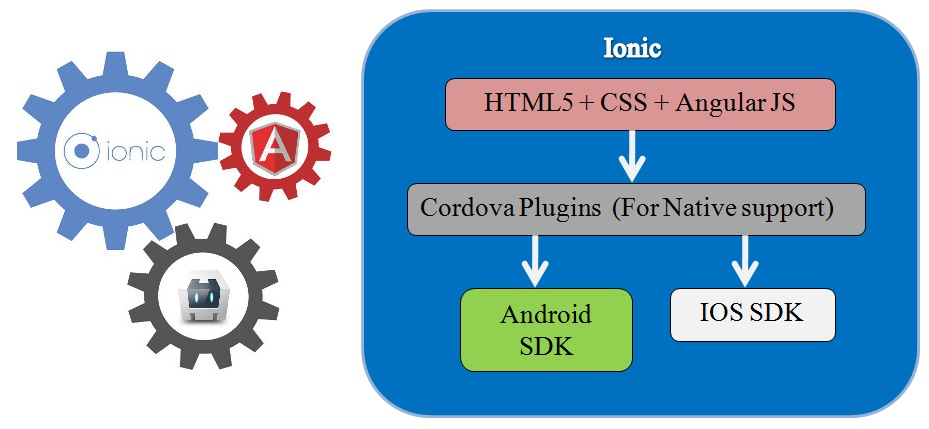 ionic
A
Ionic
HTML5 + CSS + Angular JS
Cordova Plugins (For Native support)
Android
SDK
IOS SDK